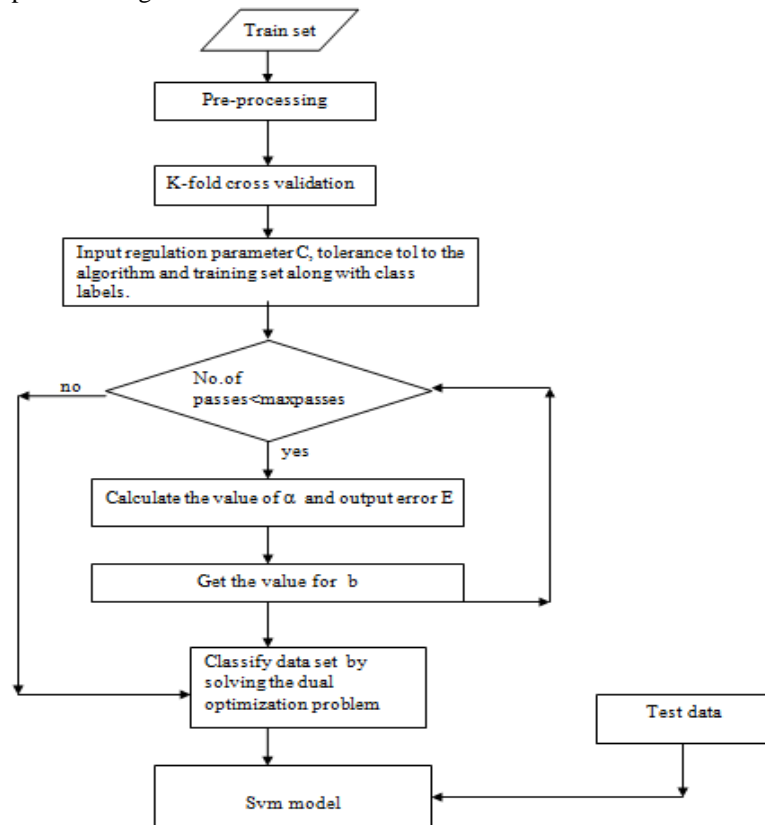 Train set
Pre-processing
K-fold cross validation
Input regulation parameter C, tolerance tol to the
algorithm and training set along with class
labels.
no
No.of
passes<maxpasses
yes
Calculate the value of α and output error E
Get the value for b
Classify data set by
solving the dual
optimization problem
Test data
Svm model